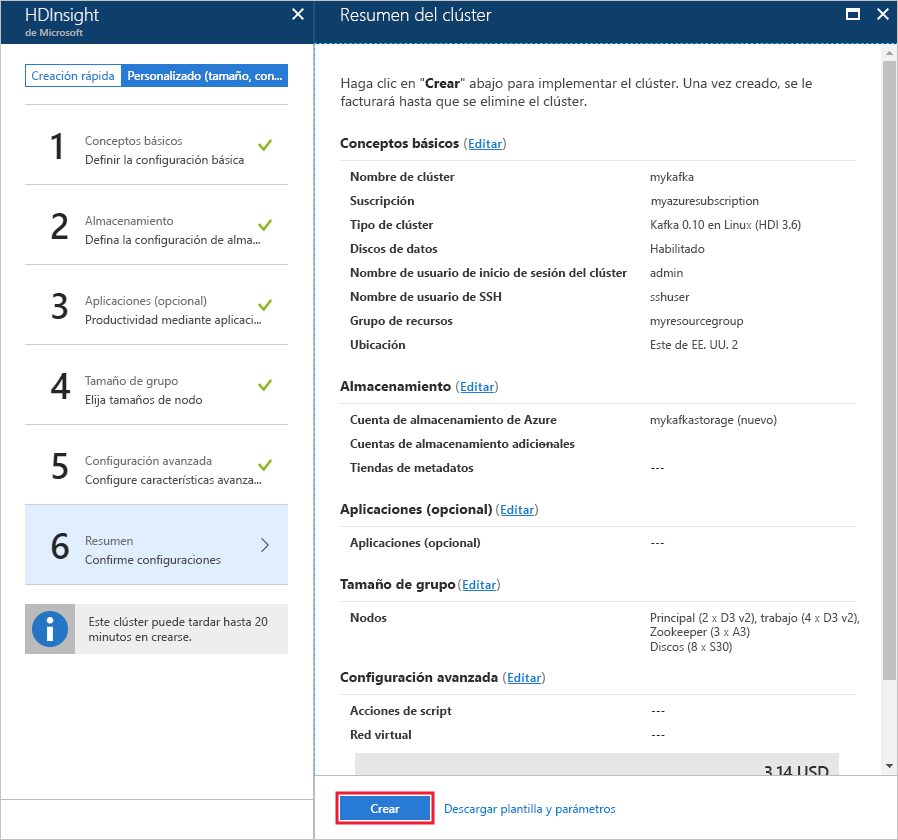 HDInsight
de Microsoft
Creación rápida
Personalizado (tamaño, con...
1
Conceptos básicos
Definir la configuración básica
2
Almacenamiento
Defina la configuración de alma...
3
Aplicaciones (opcional)
Productividad mediante aplicaci...
4
Tamaño de grupo
Elija tamaños de nodo
5
Configuración avanzada
Configure características avanza...
6
Resumen
Confirme configuraciones
Este clúster puede tardar hasta 20
minutos en crearse.
Resumen del clúster
Haga clic en "Crear" abajo para implementar el clúster. Una vez creado, se le
facturará hasta que se elimine el clúster.
Conceptos básicos (Editar)
Nombre de clúster mykafka
Suscripción myazuresubscription
Tipo de clúster Kafka 0.10 en Linux (HDI 3.6)
Discos de datos Habilitado
Nombre de usuario de inicio de sesión del clúster admin
Nombre de usuario de SSH sshuser
Grupo de recursos myresourcegroup
Ubicación Este de EE. UU. 2
Almacenamiento (Editar)
Cuenta de almacenamiento de Azure mykafkastorage (nuevo)
Cuentas de almacenamiento adicionales
Tiendas de metadatos ---
Aplicaciones (opcional) (Editar)
Aplicaciones (opcional) ---
Tamaño de grupo (Editar)
Nodos Principal (2 x D3 v2), trabajo (4 x D3 v2),
Zookeeper (3 x A3)
Discos (8 x S30)
Configuración avanzada (Editar)
Acciones de script ---
Red virtual ---
3.14 USD
Crear
Descargar plantilla y parámetros